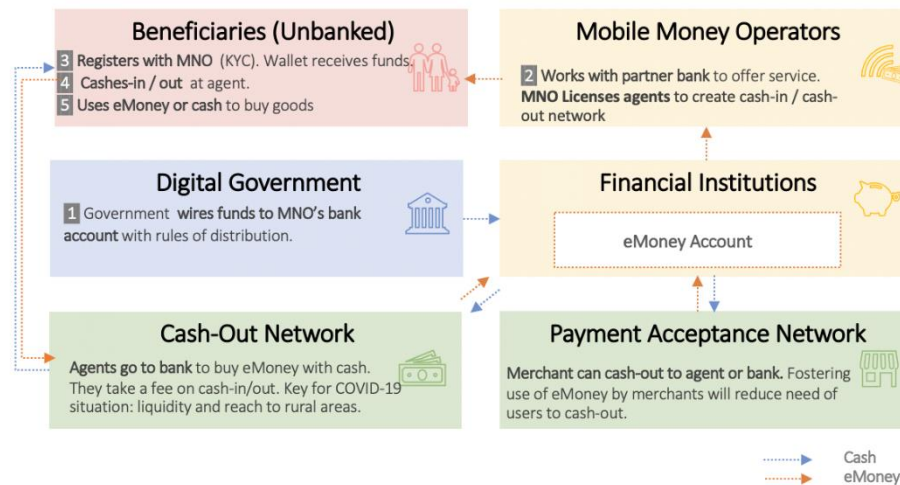 Beneficiaries (Unbanked)
3 Registers with MNO (KYC). Wallet receives funds,
4 Cashes-in / out at agent.
5 Uses eMoney or cash to buy goods
Mobile Money Operators
2 Works with partner bank to offer service.
MNO Licenses agents to create cash-in / cash-
out network
Digital Government
1 Government wires funds to MNO's bank
account with rules of distribution.
Financial Institutions
eMoney Account
Cash-Out Network
Agents go to bank to buy eMoney with cash.
They take a fee on cash-in/out. Key for COVID-19
situation: liquidity and reach to rural areas.
Payment Acceptance Network
Merchant can cash-out to agent or bank. Fostering
use of eMoney by merchants will reduce need of
users to cash-out.
Cash
eMoney